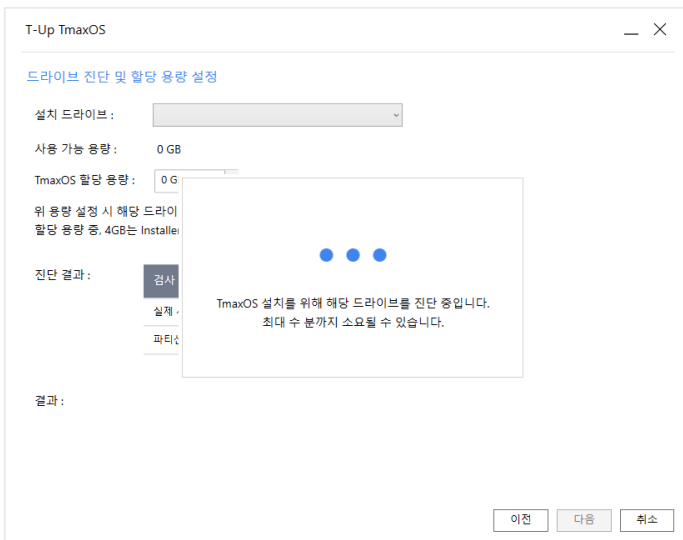 T-Up TmaxOS
드라이브 진단 및 할당 용량 설정
설치 드라이브 :
사용 가능 용량 : 0 GB
TmaxOS 할당 용량 : 0 G
위 용량 설정 시 해당 드라이
할당 용량 중, 4GB는 Installe
진단 결과 : 검사
실제
파티션
TmaxOS 설치를 위해 해당 드라이브를 진단 중입니다.
최대 수 분까지 소요될 수 있습니다.
결과 :
이전 다음 취소